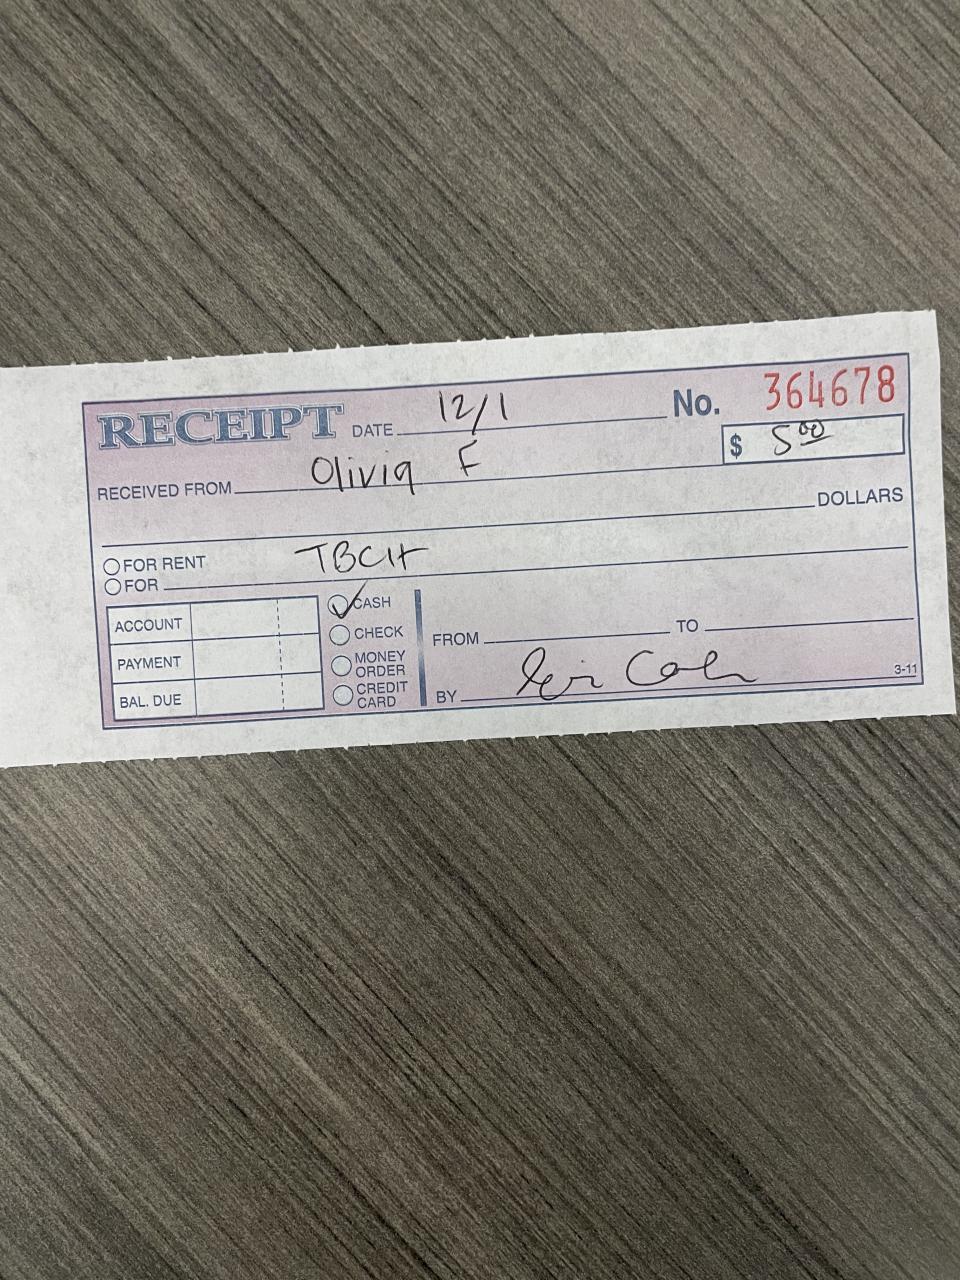 RECEIPT DATE 12/1 No. 364678
$ 5 00
RECEIVED FROM Olivia F
DOLLARS
FOR RENT
FOR TBCH
ACCOUNT
PAYMENT
BAL. DUE
CASH
CHECK
MONEY ORDER
CREDIT CARD
FROM TO
BY
3-11